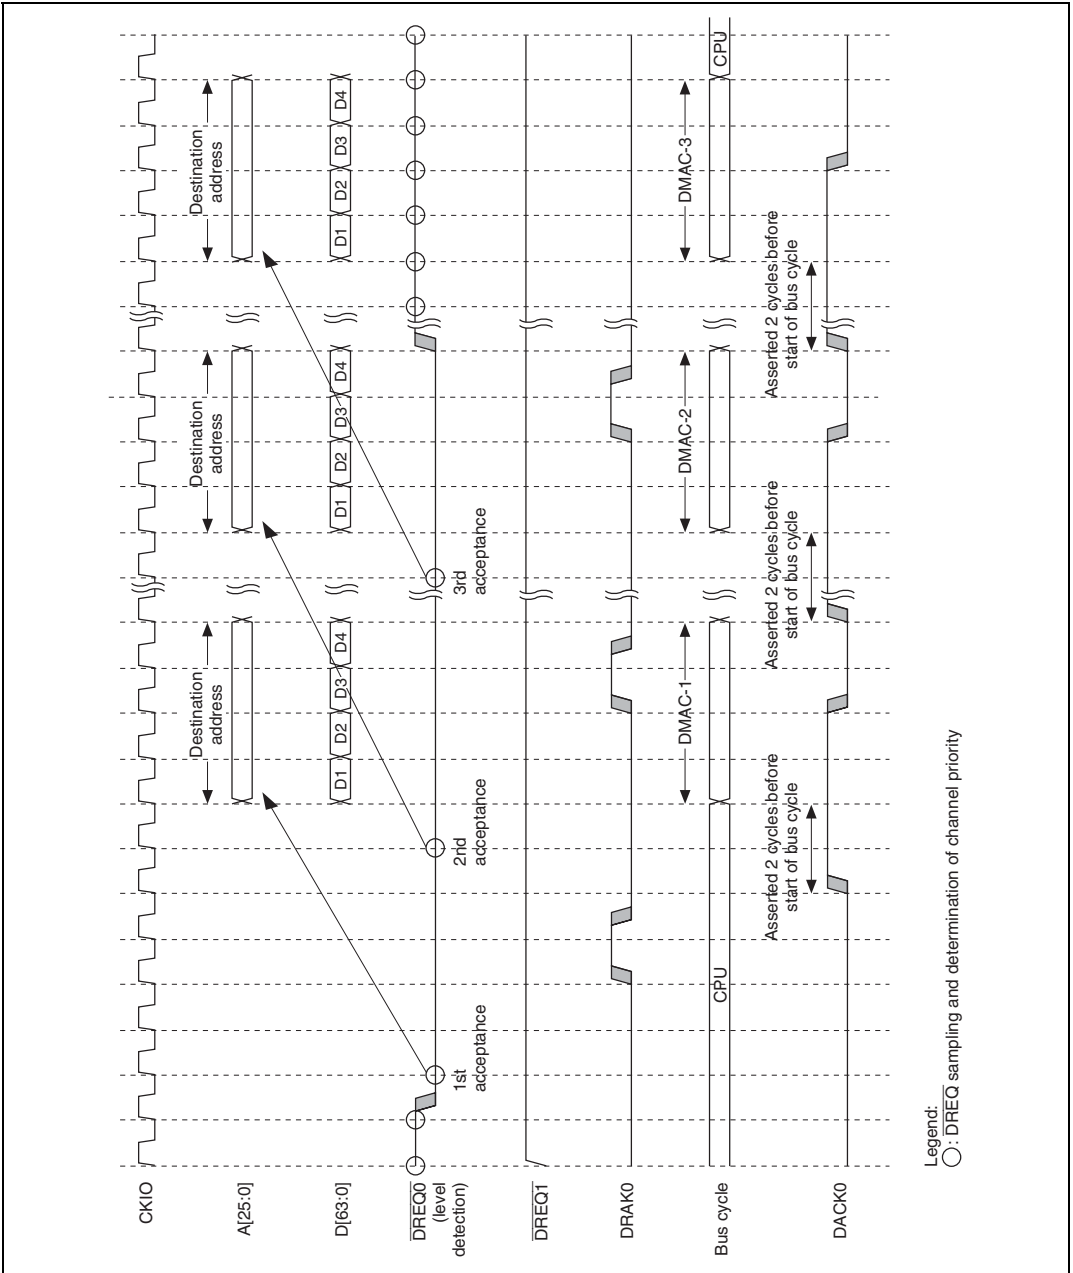 CKIO
A[25:0]
Destination
address
Destination
address
Destination
address
D[63:0]
D1
D2
D3
D4
D1
D2
D3
D4
D1
D2
D3
D4
DREQ0
(level
detection)
1st
acceptance
2nd
acceptance
3rd
acceptance
DREQ1
DRAK0
Bus cycle
CPU
DMAC-1
DMAC-2
DMAC-3
CPU
DACK0
Asserted 2 cycles before
start of bus cycle
Asserted 2 cycles before
start of bus cycle
Asserted 2 cycles before
start of bus cycle
Legend:
: DREQ sampling and determination of channel priority